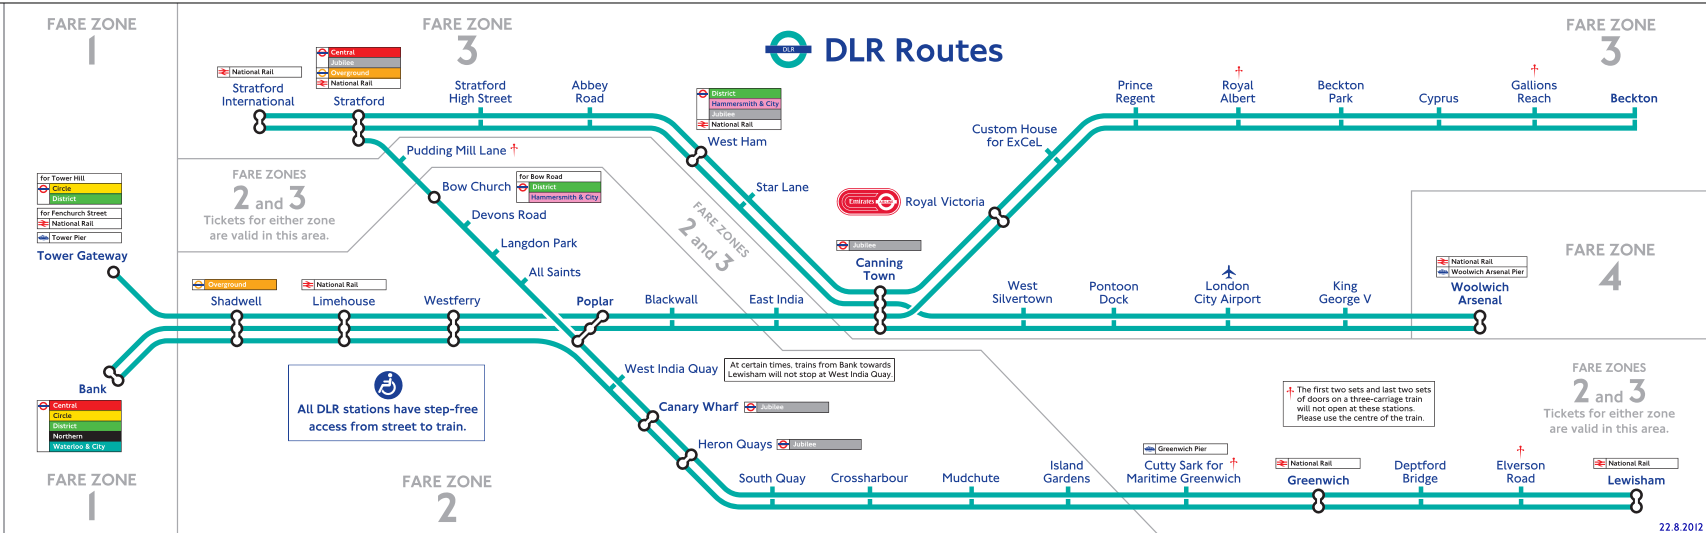 FARE ZONE
1
FARE ZONE
3
DLR
DLR Routes
FARE ZONE
3
National Rail
Stratford
International
Central
Jubilee
Overground
National Rail
Stratford
Stratford
High Street
Abbey
Road
District
Hammersmith & City
Jubilee
National Rail
West Ham
Prince
Regent
Royal
Albert
Beckton
Park
Cyprus
Gallions
Reach
Beckton
Custom House
for ExCeL
Pudding Mill Lane
for Tower Hill
Circle
District
for Fenchurch Street
National Rail
Tower Pier
Tower Gateway
FARE ZONES
2 and 3
Tickets for either zone
are valid in this area.
Bow Church
for Bow Road
District
Hammersmith & City
Devons Road
Langdon Park
All Saints
Star Lane
FARE ZONES
2 and 3
Emirates
Royal Victoria
Jubilee
Canning
Town
FARE ZONE
4
National Rail
Woolwich Arsenal Pier
Woolwich
Arsenal
Overground
Shadwell
National Rail
Limehouse
Westferry
Poplar
Blackwall
East India
West
Silvertown
Pontoon
Dock
London
City Airport
King
George V
Bank
Central
Circle
District
Northern
Waterloo & City
All DLR stations have step-free
access from street to train.
West India Quay
At certain times, trains from Bank towards
Lewisham will not stop at West India Quay.
Canary Wharf
Jubilee
Heron Quays
Jubilee
The first two sets and last two sets
of doors on a three-carriage train
will not open at these stations.
Please use the centre of the train.
FARE ZONES
2 and 3
Tickets for either zone
are valid in this area.
FARE ZONE
1
FARE ZONE
2
South Quay
Crossharbour
Mudchute
Island
Gardens
Greenwich Pier
Cutty Sark for
Maritime Greenwich
National Rail
Greenwich
Deptford
Bridge
Elverson
Road
National Rail
Lewisham
22.8.2012